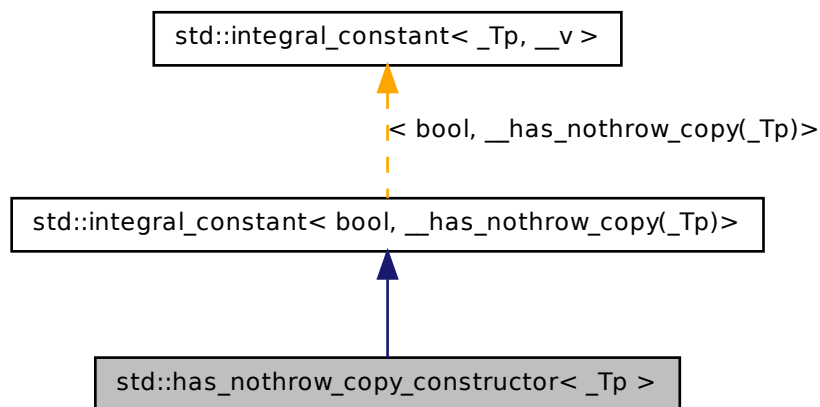 std::integral_constant< _Tp, __v >
< bool, __has_nothrow_copy(_Tp)>
std::integral_constant< bool, __has_nothrow_copy(_Tp)>
std::has_nothrow_copy_constructor< _Tp >